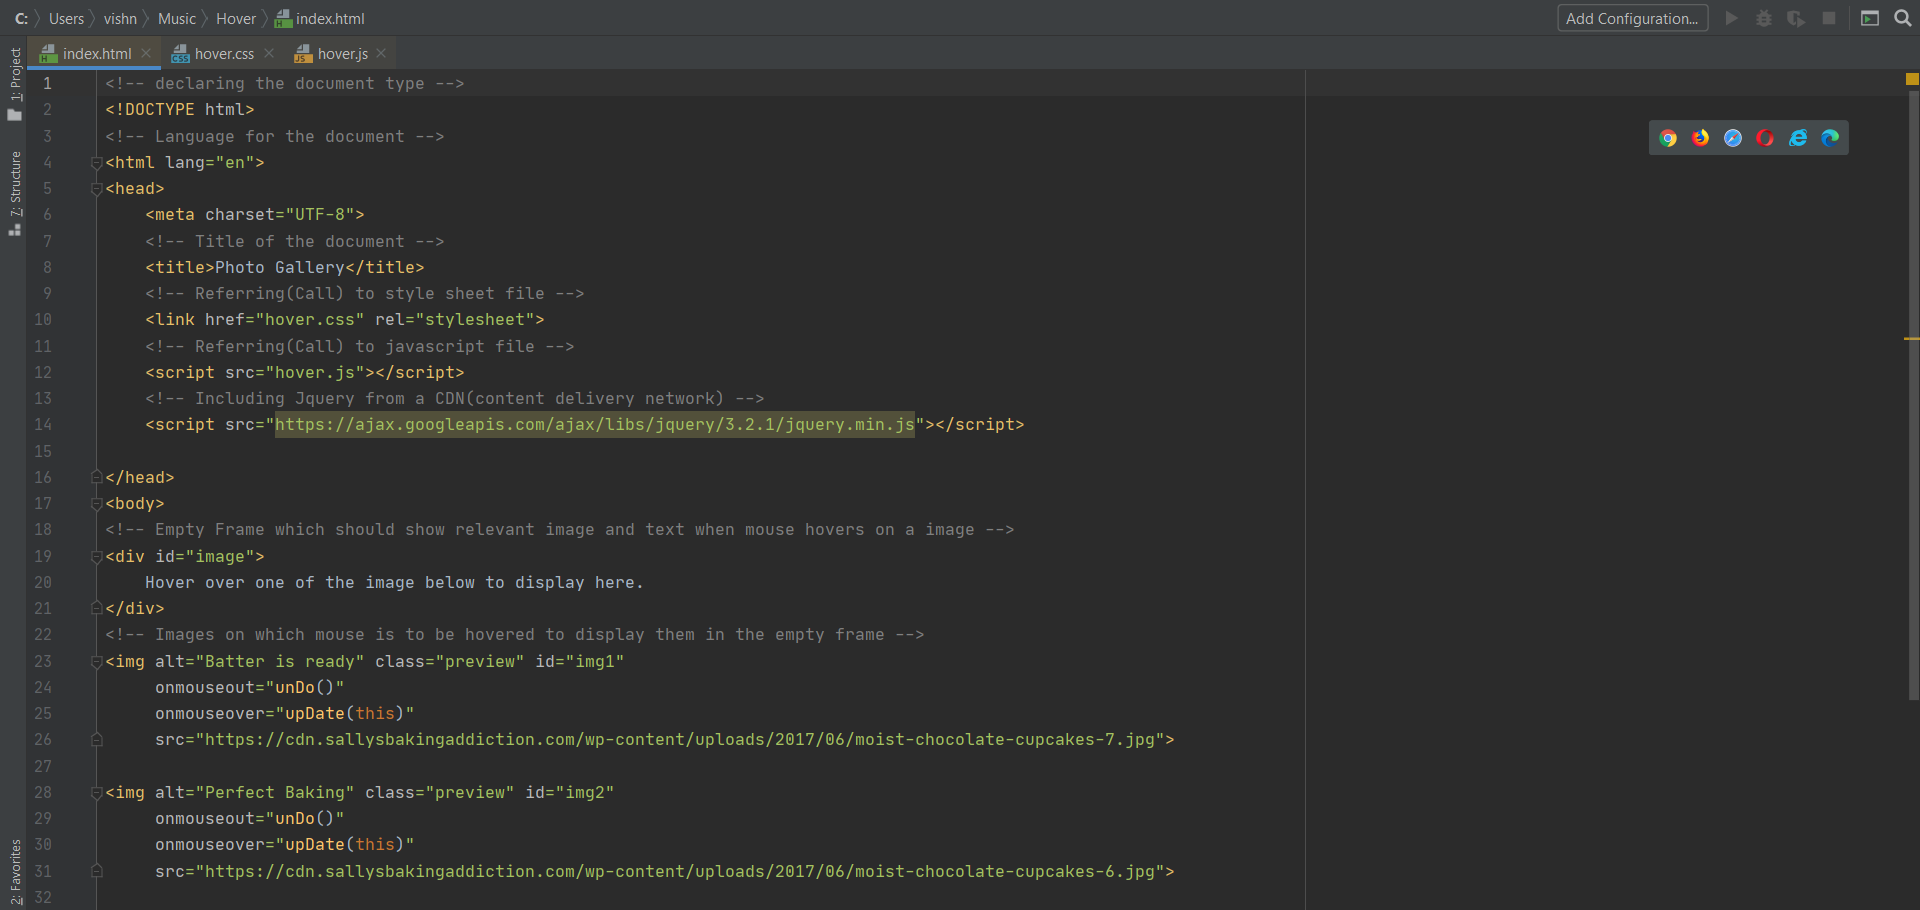 C: Users vishn Music Hover index.html
Add Configuration...
index.html hover.css hover.js
1: Project
7: Structure
2: Favorites
1 <!-- declaring the document type -->
2 <!DOCTYPE html>
3 <!-- Language for the document -->
4 <html lang="en">
5 <head>
6 <meta charset="UTF-8">
7 <!-- Title of the document -->
8 <title>Photo Gallery</title>
9 <!-- Referring(Call) to style sheet file -->
10 <link href="hover.css" rel="stylesheet">
11 <!-- Referring(Call) to javascript file -->
12 <script src="hover.js"></script>
13 <!-- Including Jquery from a CDN(content delivery network) -->
14 <script src="https://ajax.googleapis.com/ajax/libs/jquery/3.2.1/jquery.min.js"></script>
15
16 </head>
17 <body>
18 <!-- Empty Frame which should show relevant image and text when mouse hovers on a image -->
19 <div id="image">
20 Hover over one of the image below to display here.
21 </div>
22 <!-- Images on which mouse is to be hovered to display them in the empty frame -->
23 <img alt="Batter is ready" class="preview" id="img1"
24 onmouseout="unDo()"
25 onmouseover="upDate(this)"
26 src="https://cdn.sallysbakingaddiction.com/wp-content/uploads/2017/06/moist-chocolate-cupcakes-7.jpg">
27
28 <img alt="Perfect Baking" class="preview" id="img2"
29 onmouseout="unDo()"
30 onmouseover="upDate(this)"
31 src="https://cdn.sallysbakingaddiction.com/wp-content/uploads/2017/06/moist-chocolate-cupcakes-6.jpg">
32